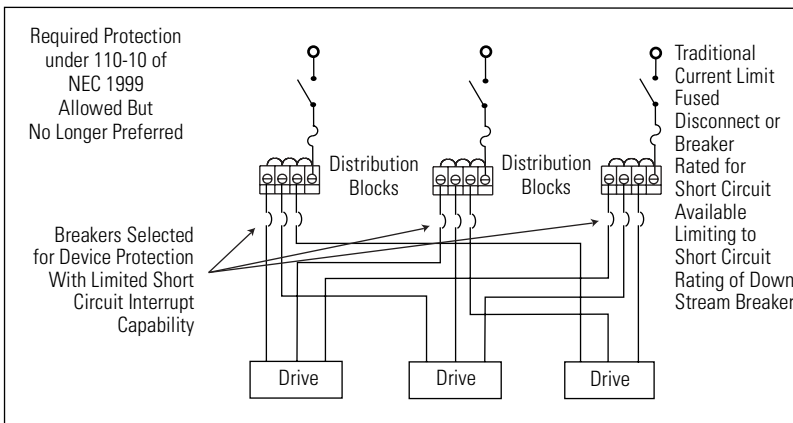 Required Protection
under 110-10 of
NEC 1999
Allowed But
No Longer Preferred
Traditional
Current Limit
Fused
Disconnect or
Breaker
Rated for
Short Circuit
Available
Limiting to
Short Circuit
Rating of Down
Stream Breaker
Distribution
Blocks
Distribution
Blocks
Breakers Selected
for Device Protection
With Limited Short
Circuit Interrupt
Capability
Drive
Drive
Drive